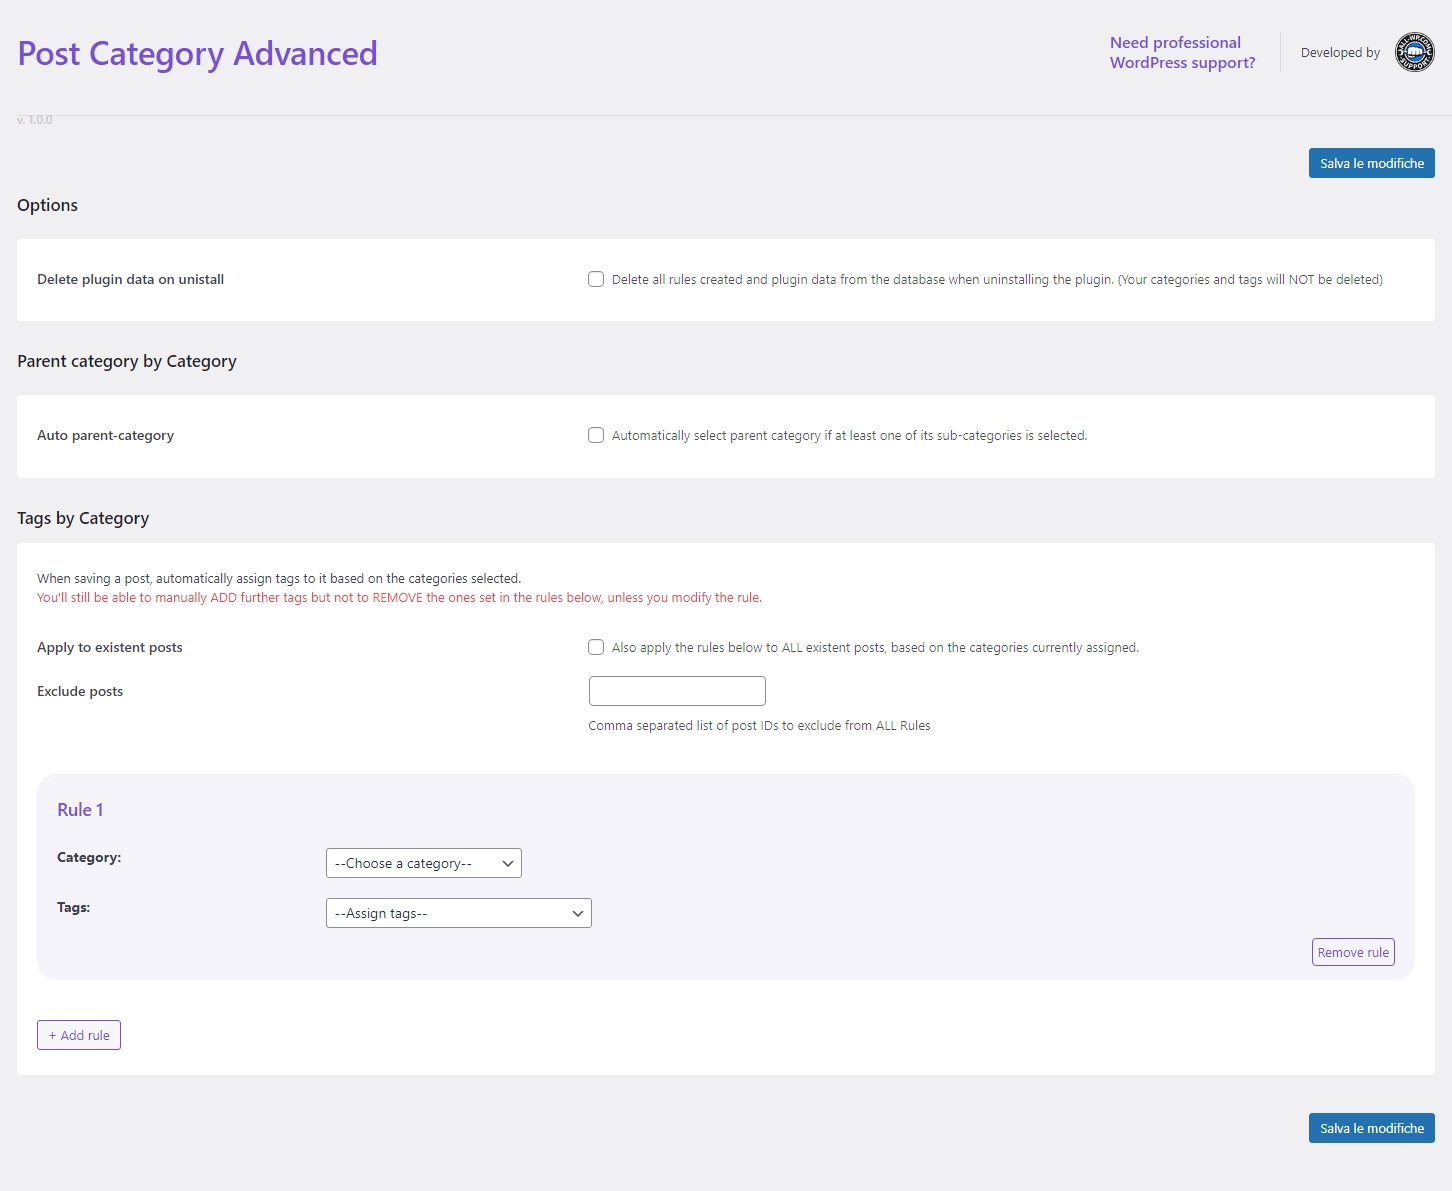 Post Category Advanced
Need professional
WordPress support?
Developed by
ALL-WP.COM
SUPPORT
v. 1.0.0
Salva le modifiche
Options
Delete plugin data on unistall
Delete all rules created and plugin data from the database when uninstalling the plugin. (Your categories and tags will NOT be deleted)
Parent category by Category
Auto parent-category
Automatically select parent category if at least one of its sub-categories is selected.
Tags by Category
When saving a post, automatically assign tags to it based on the categories selected.
You'll still be able to manually ADD further tags but not to REMOVE the ones set in the rules below, unless you modify the rule.
Apply to existent posts
Also apply the rules below to ALL existent posts, based on the categories currently assigned.
Exclude posts
Comma separated list of post IDs to exclude from ALL Rules
Rule 1
Category:
--Choose a category--
Tags:
--Assign tags--
Remove rule
+ Add rule
Salva le modifiche